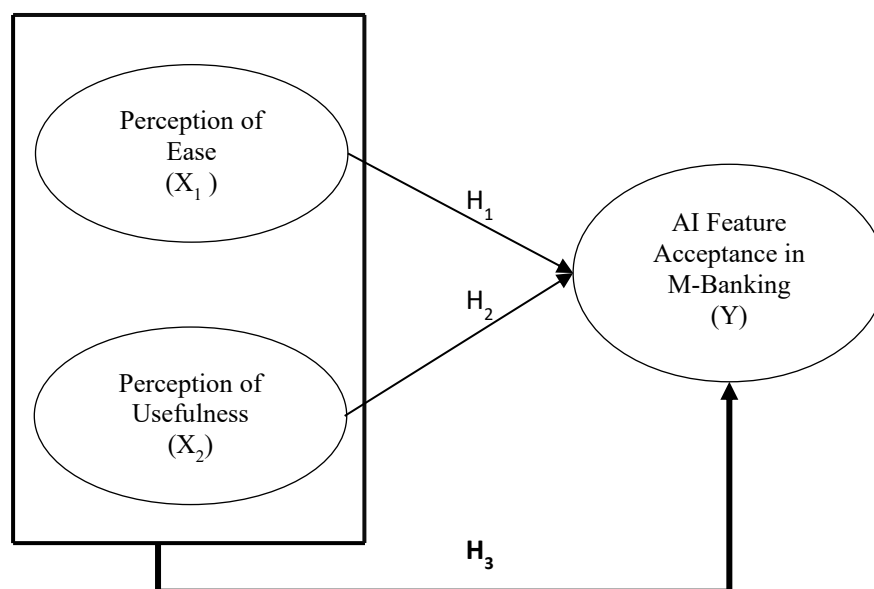 Perception of
Ease
(X₁ )
H₁
AI Feature
Acceptance in
M-Banking
(Y)
H₂
Perception of
Usefulness
(X₂)
H₃